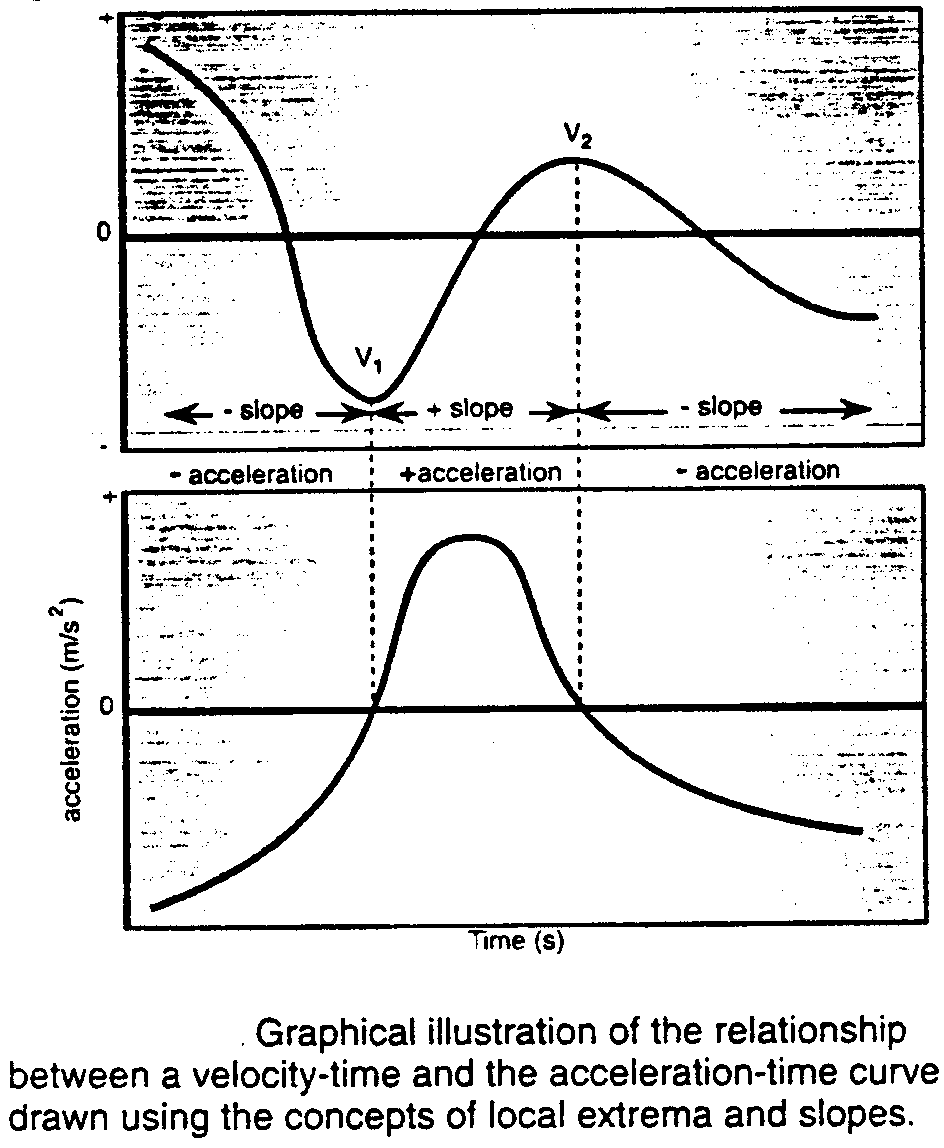 +
V₂
0
V₁
- slope + slope - slope
-
- acceleration +acceleration - acceleration
+
acceleration (m/s²)
0
Time (s)
Graphical illustration of the relationship
between a velocity-time and the acceleration-time curve
drawn using the concepts of local extrema and slopes.